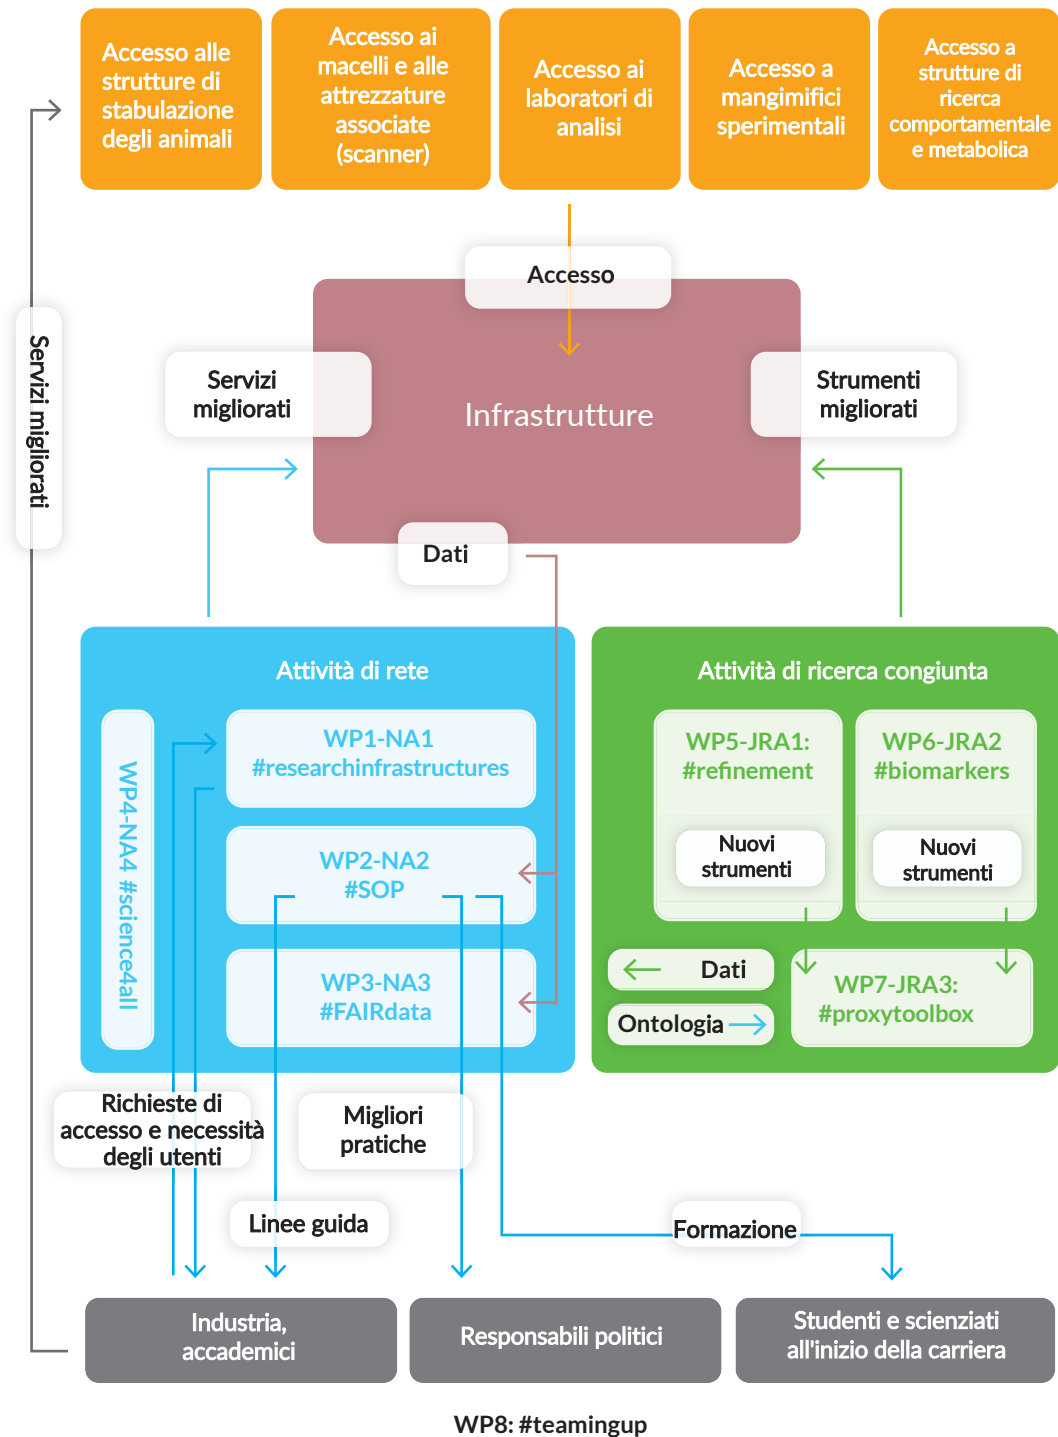 Accesso alle
strutture di
stabulazione
degli animali
Accesso ai
macelli e alle
attrezzature
associate
(scanner)
Accesso ai
laboratori di
analisi
Accesso a
mangimifici
sperimentali
Accesso a
strutture di
ricerca
comportamentale
e metabolica
Accesso
Servizi migliorati
Servizi
migliorati
Infrastrutture
Strumenti
migliorati
Dati
Attività di rete
WP4-NA4 #science4all
WP1-NA1
#researchinfrastructures
WP2-NA2
#SOP
WP3-NA3
#FAIRdata
Attività di ricerca congiunta
WP5-JRA1:
#refinement
Nuovi
strumenti
WP6-JRA2
#biomarkers
Nuovi
strumenti
Dati
Ontologia
WP7-JRA3:
#proxytoolbox
Richieste di
accesso e necessità
degli utenti
Migliori
pratiche
Linee guida
Formazione
Industria,
accademici
Responsabili politici
Studenti e scienziati
all'inizio della carriera
WP8: #teamingup